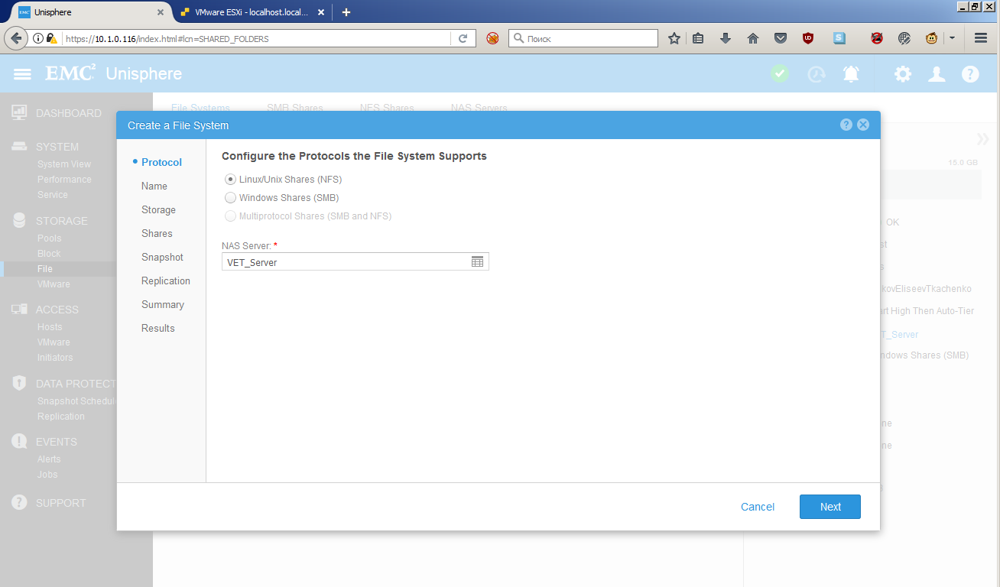 Unisphere
VMware ESXi - localhost.local...
https://10.1.0.116/index.html#lcn=SHARED_FOLDERS
Поиск
EMC² Unisphere
File Systems SMB Shares NFS Shares NAS Servers
DASHBOARD
SYSTEM
System View
Performance
Service
STORAGE
Pools
Block
File
VMware
ACCESS
Hosts
VMware
Initiators
DATA PROTECT
Snapshot Schedul
Replication
EVENTS
Alerts
Jobs
SUPPORT
Create a File System
Protocol
Name
Storage
Shares
Snapshot
Replication
Summary
Results
Configure the Protocols the File System Supports
Linux/Unix Shares (NFS)
Windows Shares (SMB)
Multiprotocol Shares (SMB and NFS)
NAS Server: *
VET_Server
Cancel Next
15.0 GB
OK
st
s
kovEliseevTkachenko
art High Then Auto-Tier
T_Server
ndows Shares (SMB)
ne
ne